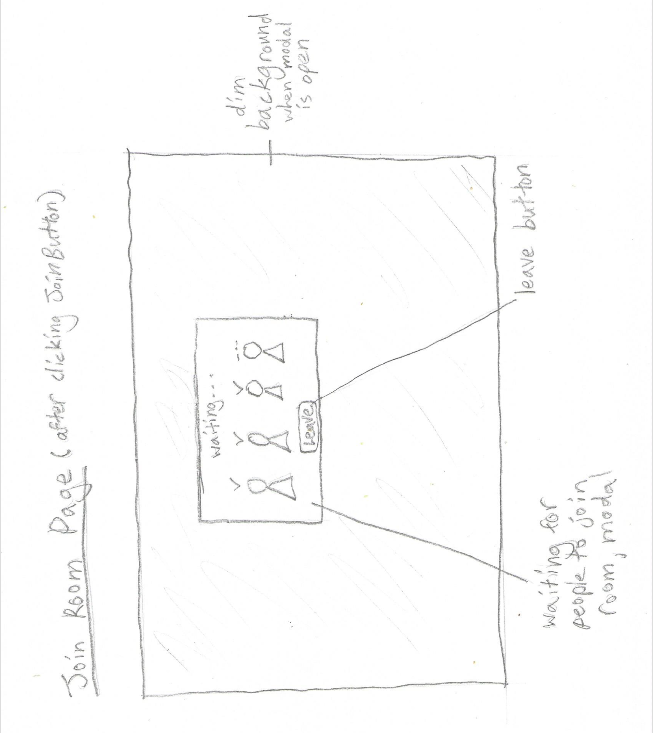 Join Room Page (after clicking JoinButton)
dim
background
when modal
is open
waiting...
Leave
leave button
waiting for
people to join
room, modal